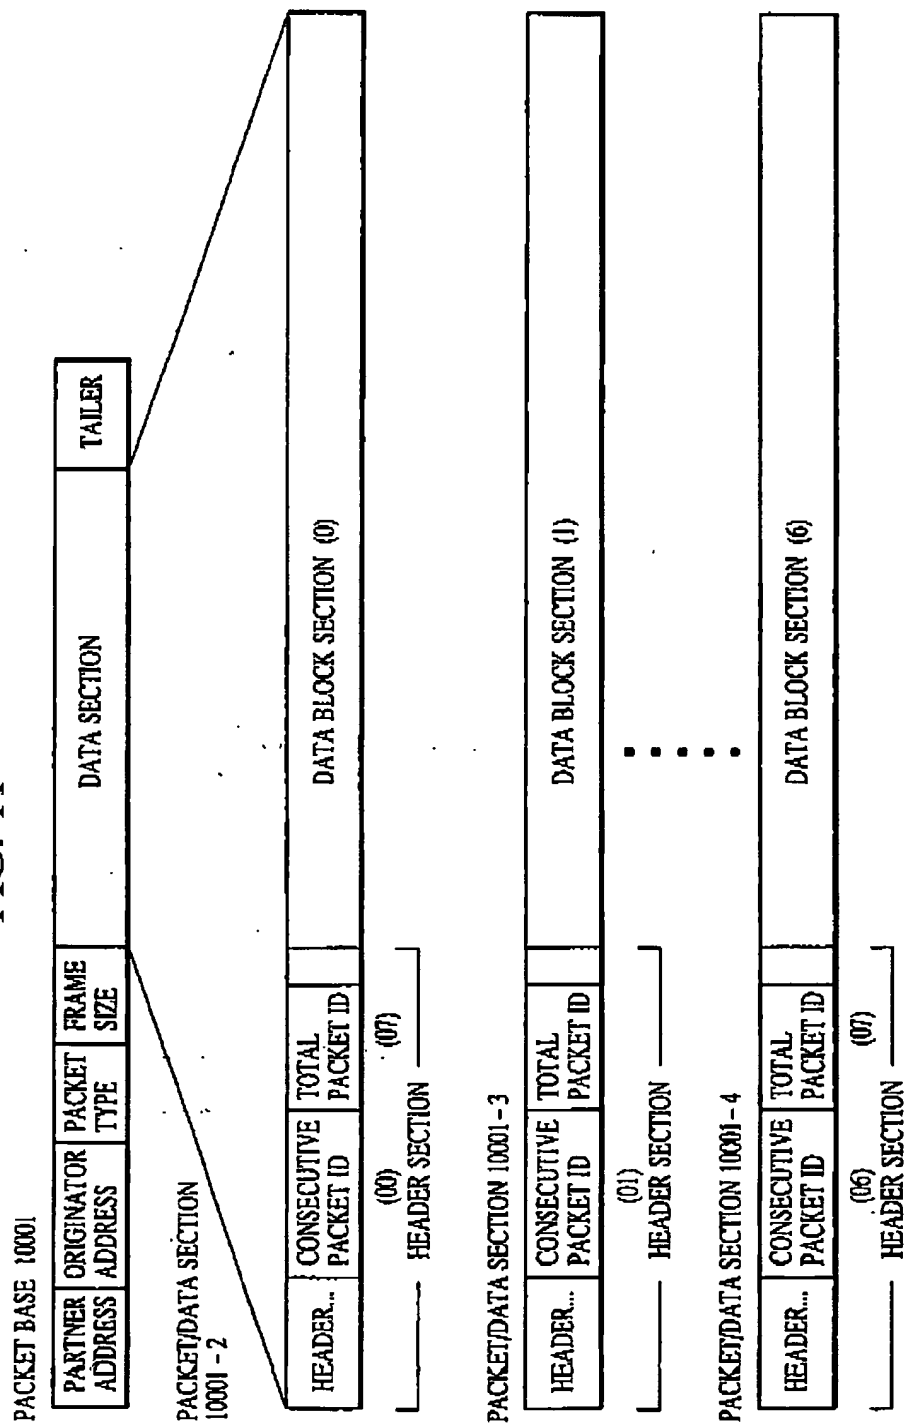 PACKET BASE 10001
PARTNER
ADDRESS
ORIGINATOR
ADDRESS
PACKET
TYPE
FRAME
SIZE
DATA SECTION
TAILER
PACKET/DATA SECTION
10001-2
HEADER...
CONSECUTIVE
PACKET ID
TOTAL
PACKET ID
DATA BLOCK SECTION (0)
(00)
(07)
HEADER SECTION
PACKET/DATA SECTION 10001-3
HEADER...
CONSECUTIVE
PACKET ID
TOTAL
PACKET ID
DATA BLOCK SECTION (1)
(01)
HEADER SECTION
PACKET/DATA SECTION 10001-4
HEADER...
CONSECUTIVE
PACKET ID
TOTAL
PACKET ID
DATA BLOCK SECTION (6)
(06)
(07)
HEADER SECTION